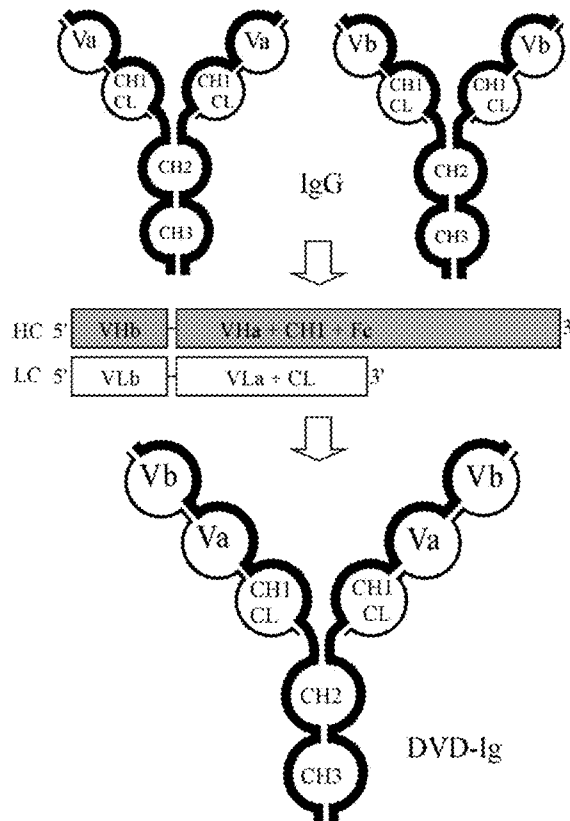 Va Va Vb Vb
CH1 CH1 CH1 CH1
CL CL CL CL
CH2 CH2
IgG
CH3 CH3
HC 5' VHb VHa + CH1 + Fc 3'
LC 5' VLb VLa + CL 3'
Vb Vb
Va Va
CH1 CH1
CL CL
CH2
DVD-Ig
CH3